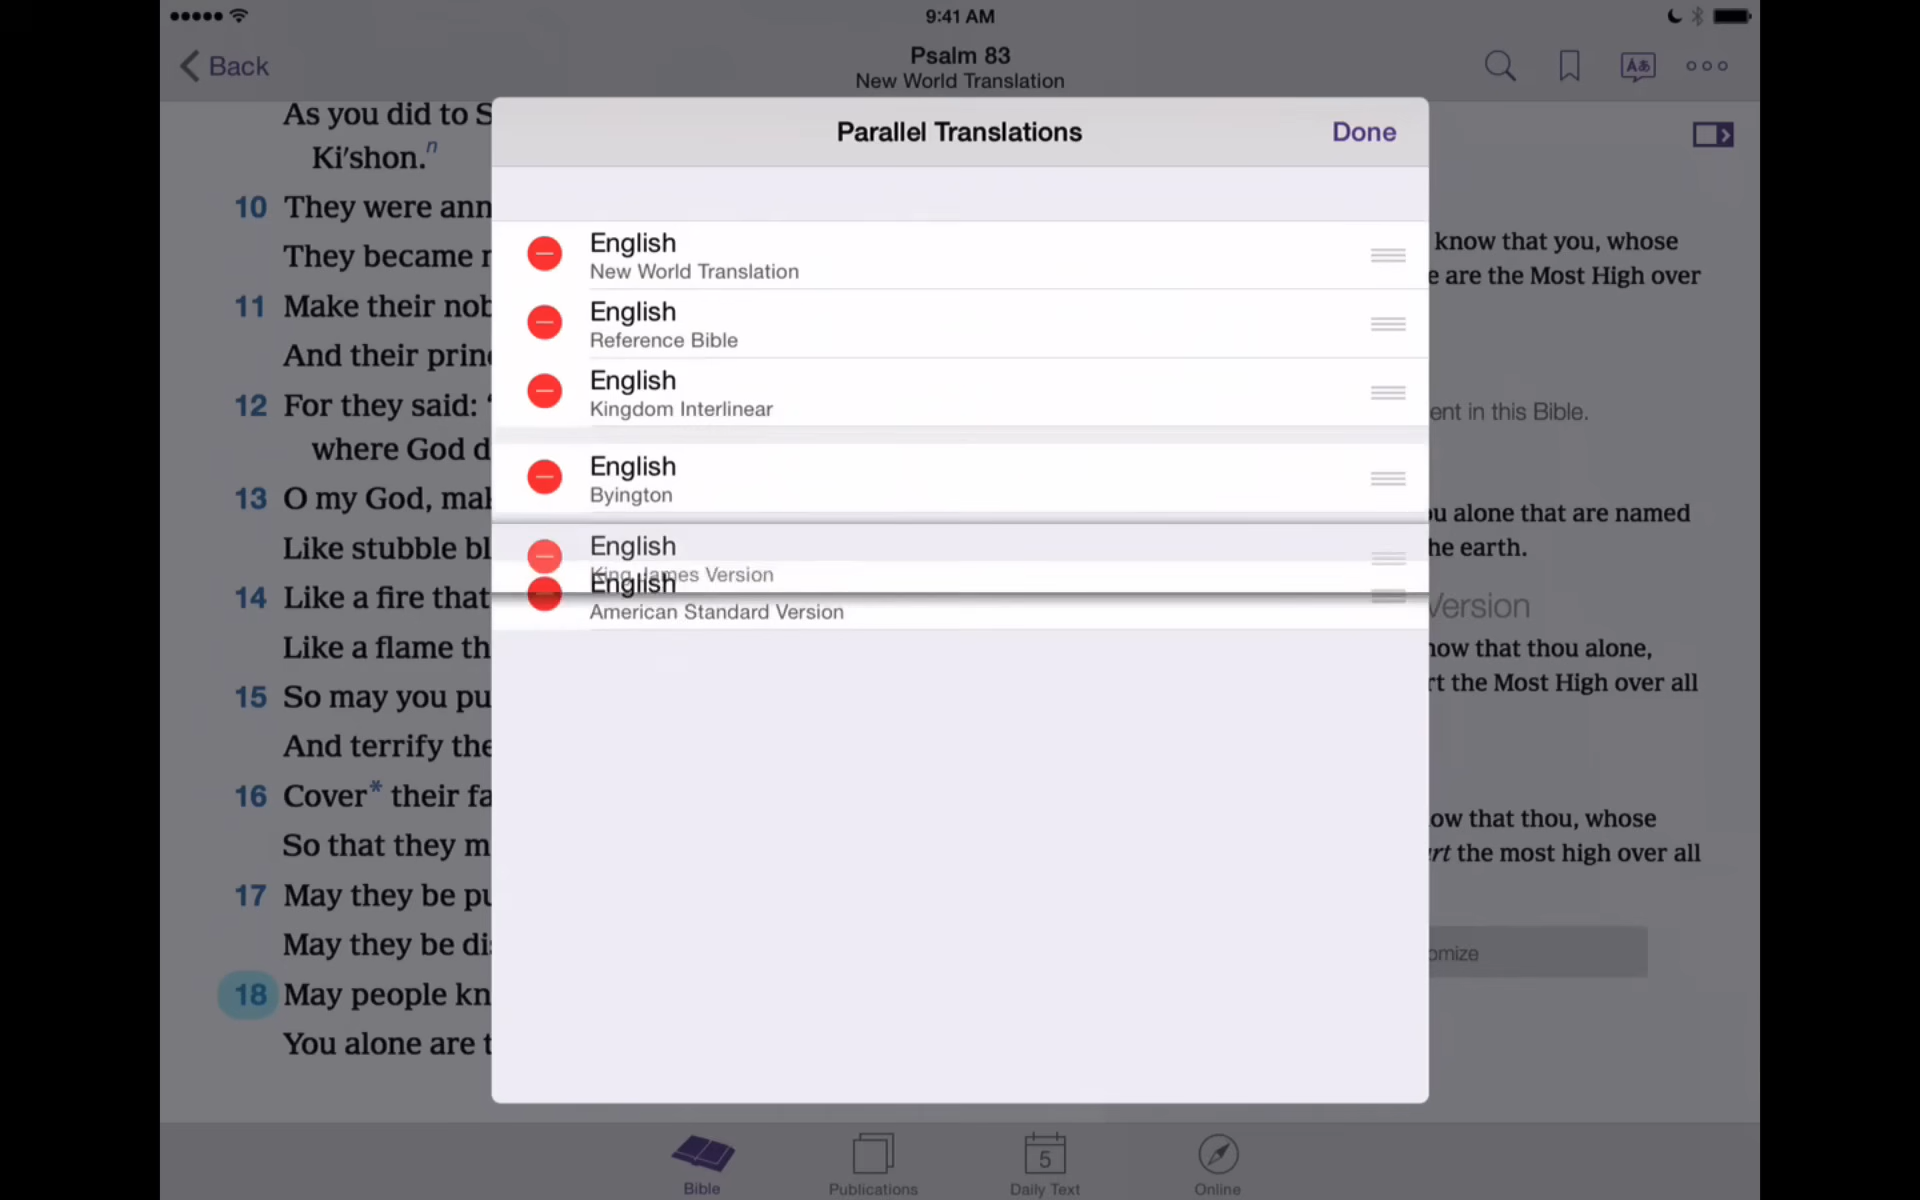 9:41 AM
Back
Psalm 83
New World Translation
As you did to S
Ki′shon.n
10 They were ann
They became
11 Make their nob
And their prin
12 For they said: ‘
where God d
13 O my God, mak
Like stubble bl
14 Like a fire that
Like a flame th
15 So may you pu
And terrify the
16 Cover* their fa
So that they m
17 May they be pu
May they be di
18 May people kn
You alone are t
Parallel Translations
Done
English
New World Translation
English
Reference Bible
English
Kingdom Interlinear
English
Byington
English
King James Version
English
American Standard Version
know that you, whose
e are the Most High over
ent in this Bible.
ou alone that are named
he earth.
Version
now that thou alone,
rt the Most High over all
ow that thou, whose
rt the most high over all
omize
Bible
Publications
5
Daily Text
Online